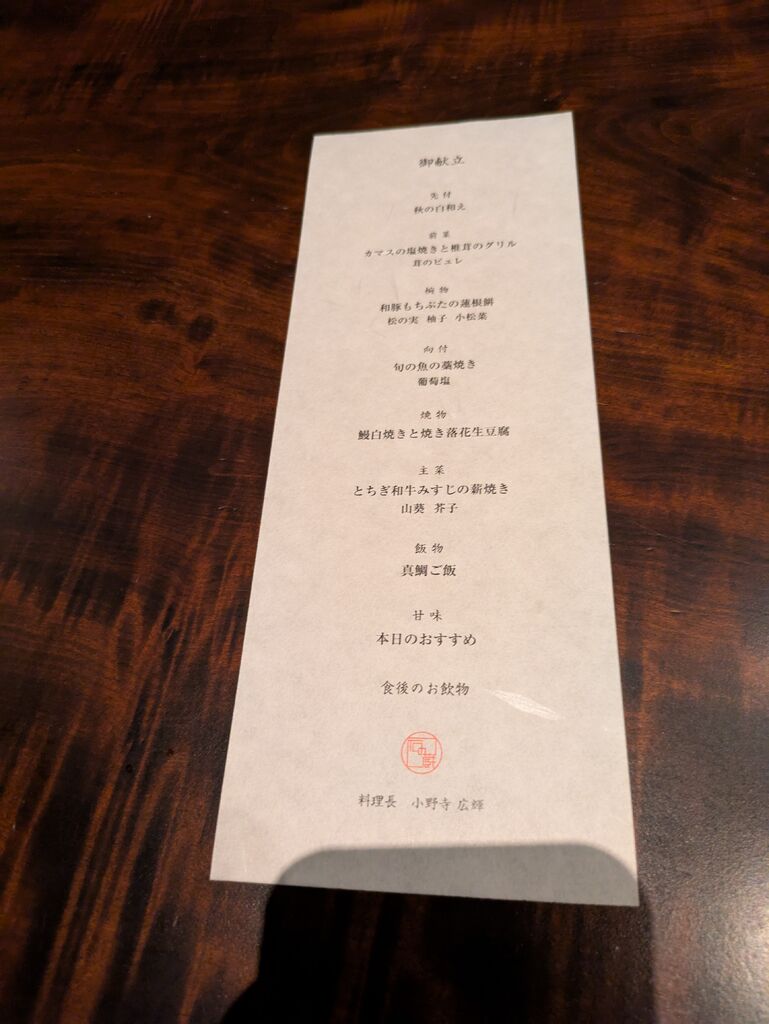 御献立
先付
秋の白和え
前菜
カマスの塩焼きと椎茸のグリル
茸のピュレ
椀物
和豚もちぶたの蓮根餅
松の実 柚子 小松菜
向付
旬の魚の藁焼き
葡萄塩
焼物
鰻白焼きと焼き落花生豆腐
主菜
とちぎ和牛みすじの薪焼き
山葵 芥子
飯物
真鯛ご飯
甘味
本日のおすすめ
食後のお飲物
料理長 小野寺 広輝